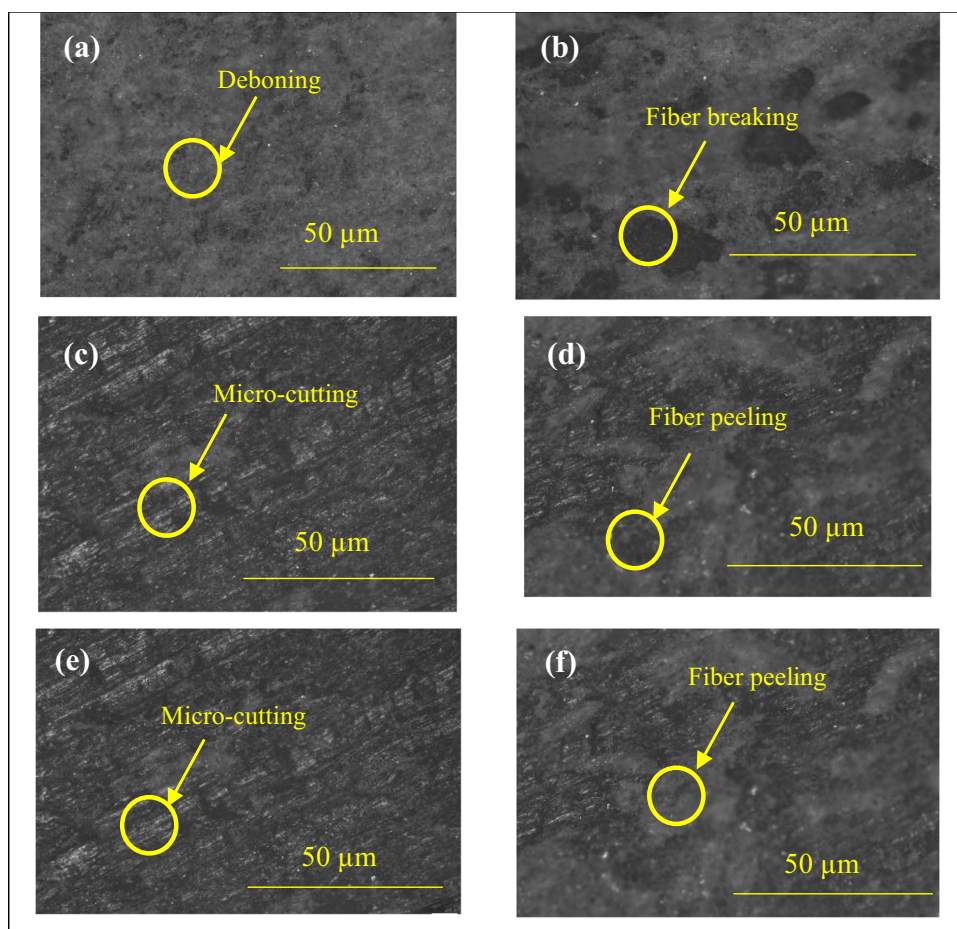 (a)
Deboning
50 µm
(b)
Fiber breaking
50 µm
(c)
Micro-cutting
50 µm
(d)
Fiber peeling
50 µm
(e)
Micro-cutting
50 µm
(f)
Fiber peeling
50 µm